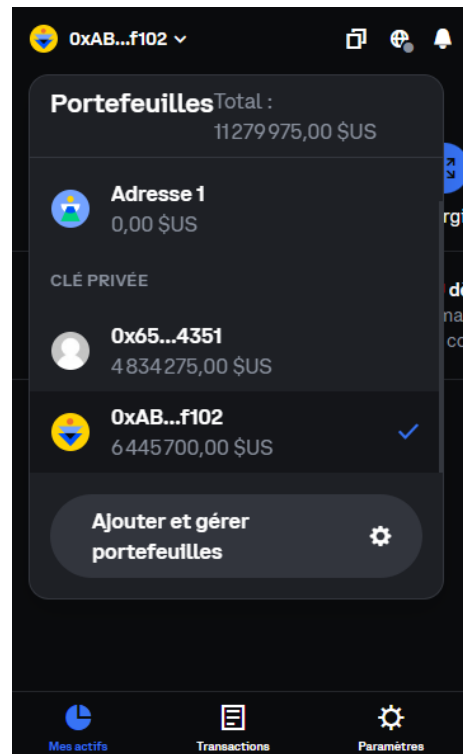 0xAB...f102
Portefeuilles Total :
11 279 975,00 $US
Adresse 1
0,00 $US
CLÉ PRIVÉE
0x65...4351
4 834 275,00 $US
0xAB...f102
6 445 700,00 $US
Ajouter et gérer
portefeuilles
Mes actifs
Transactions
Paramètres